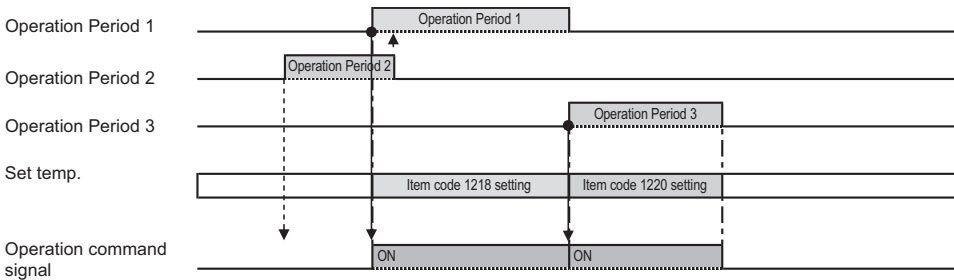 Operation Period 1
Operation Period 1
Operation Period 2
Operation Period 2
Operation Period 3
Operation Period 3
Set temp.
Item code 1218 setting
Item code 1220 setting
Operation command
signal
ON
ON